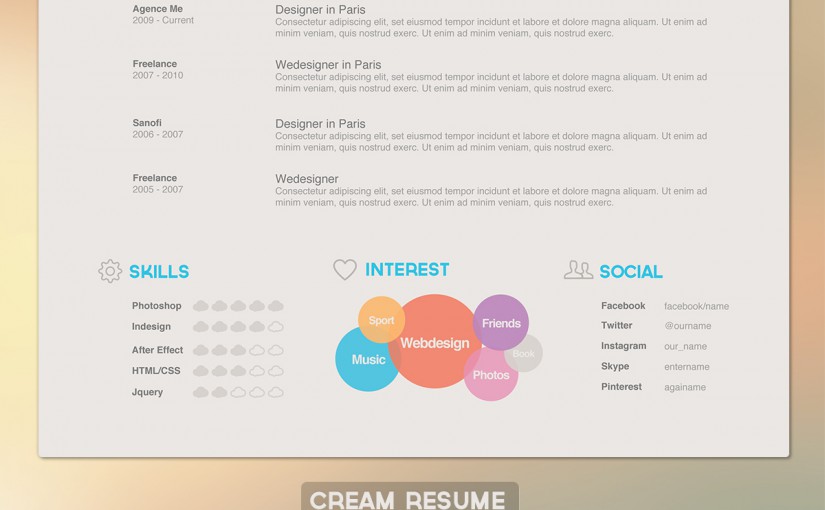 Agence Me
2009 - Current
Designer in Paris
Consectetur adipiscing elit, set eiusmod tempor incidunt et labore et dolore magna aliquam. Ut enim ad
minim veniam, quis nostrud exerc. Ut enim ad minim veniam, quis nostrud exerc.
Freelance
2007 - 2010
Wedesigner in Paris
Consectetur adipiscing elit, set eiusmod tempor incidunt et labore et dolore magna aliquam. Ut enim ad
minim veniam, quis nostrud exerc. Ut enim ad minim veniam, quis nostrud exerc.
Sanofi
2006 - 2007
Designer in Paris
Consectetur adipiscing elit, set eiusmod tempor incidunt et labore et dolore magna aliquam. Ut enim ad
minim veniam, quis nostrud exerc. Ut enim ad minim veniam, quis nostrud exerc.
Freelance
2005 - 2007
Wedesigner
Consectetur adipiscing elit, set eiusmod tempor incidunt et labore et dolore magna aliquam. Ut enim ad
minim veniam, quis nostrud exerc. Ut enim ad minim veniam, quis nostrud exerc.
SKILLS
Photoshop
Indesign
After Effect
HTML/CSS
Jquery
INTEREST
Sport
Webdesign
Friends
Music
Book
Photos
SOCIAL
Facebook facebook/name
Twitter @ourname
Instagram our_name
Skype entername
Pinterest againame
CREAM RESUME